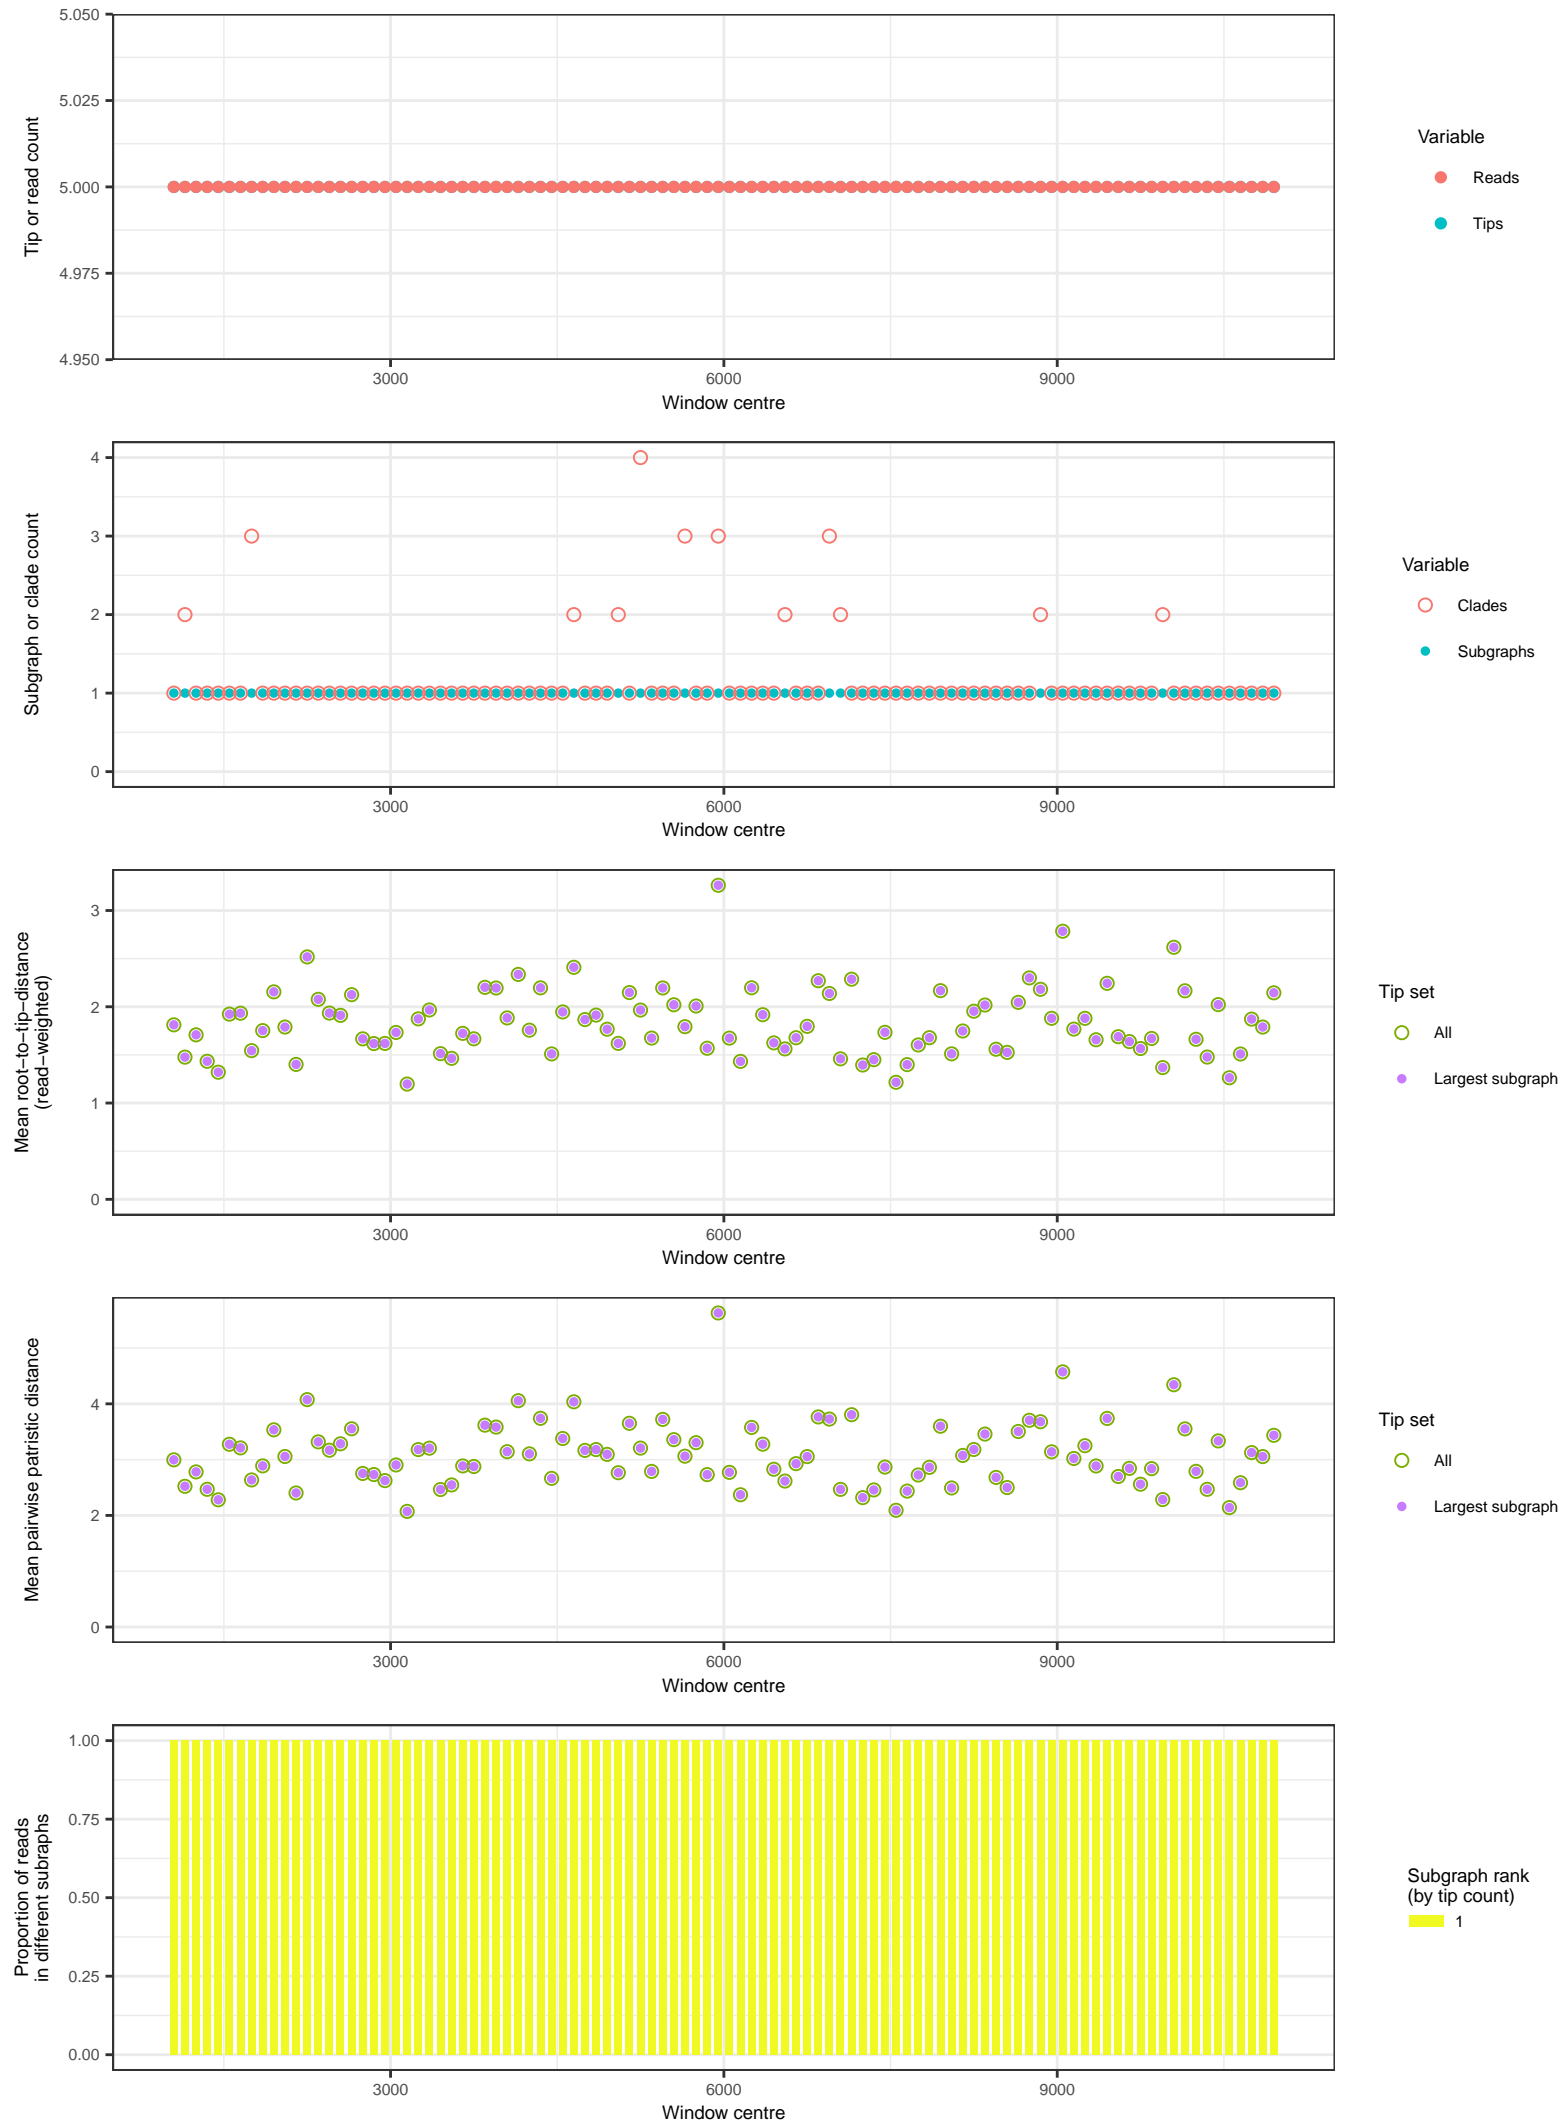 5.050
5.025
5.000
4.975
4.950
Tip or read count
3000
6000
9000
Window centre
Variable
Reads
Tips
4
3
2
1
0
Subgraph or clade count
3000
6000
9000
Window centre
Variable
Clades
Subgraphs
3
2
1
0
Mean root−to−tip−distance
(read−weighted)
3000
6000
9000
Window centre
Tip set
All
Largest subgraph
4
2
0
Mean pairwise patristic distance
3000
6000
9000
Window centre
Tip set
All
Largest subgraph
1.00
0.75
0.50
0.25
0.00
Proportion of reads
in different subraphs
3000
6000
9000
Window centre
Subgraph rank
(by tip count)
1